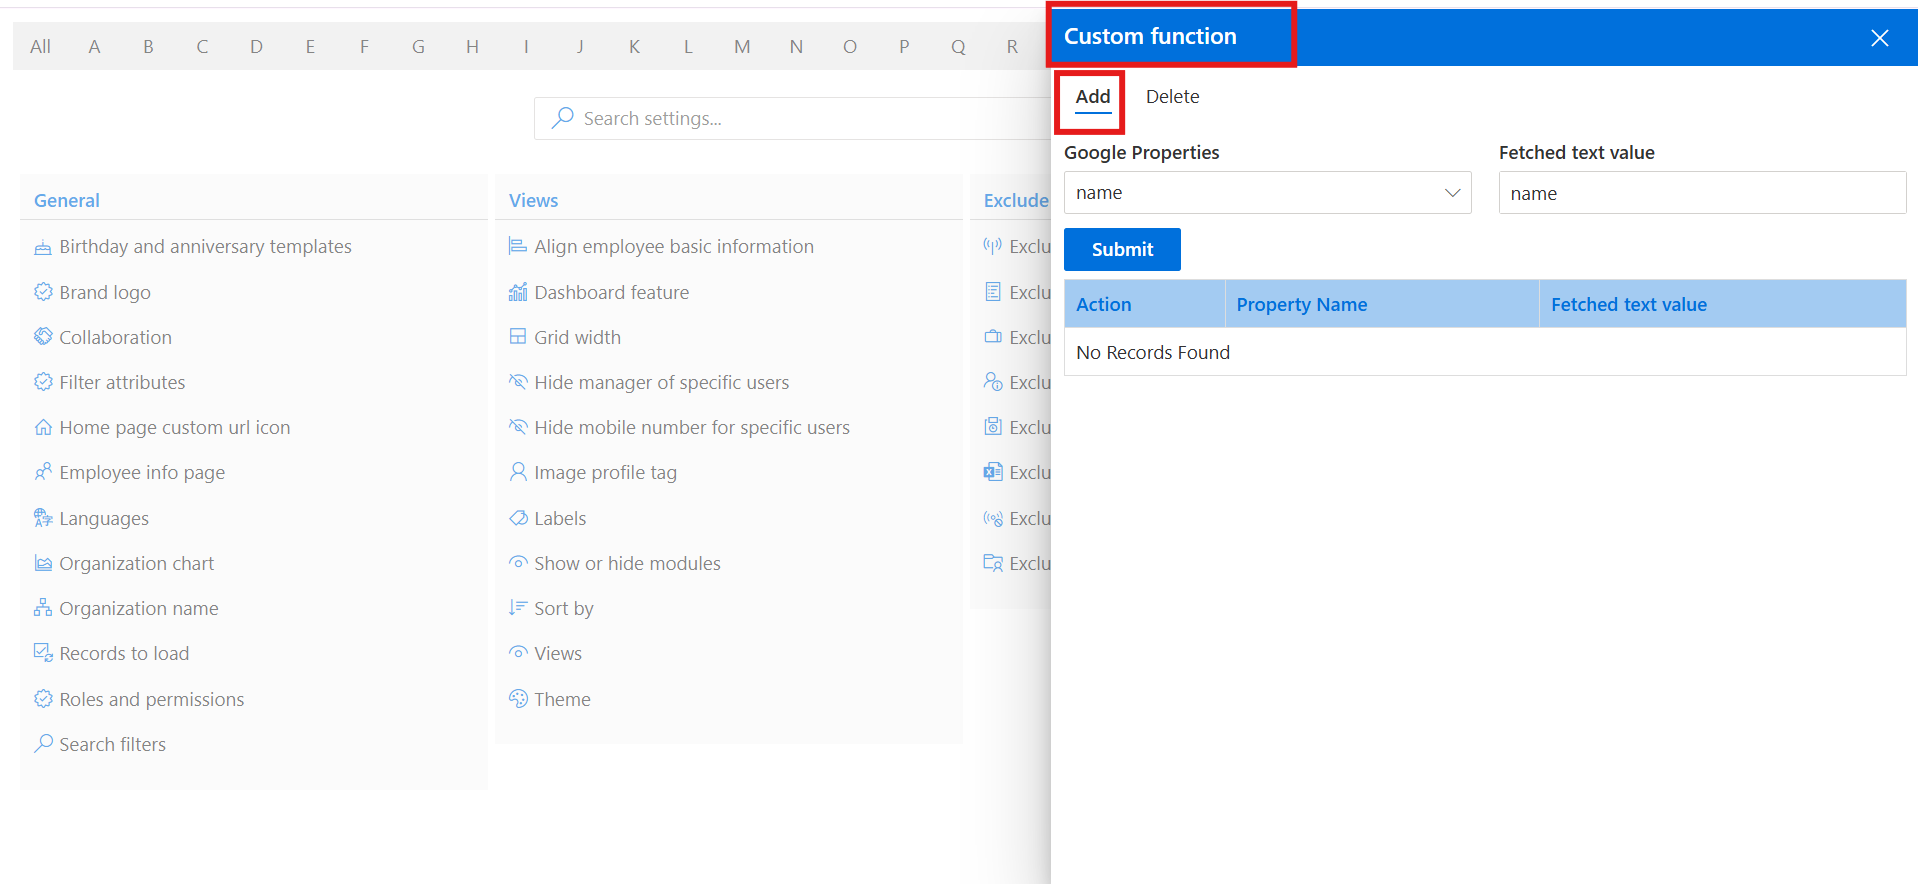 All A B C D E F G H I J K L M N O P Q R
Search settings...
General
Birthday and anniversary templates
Brand logo
Collaboration
Filter attributes
Home page custom url icon
Employee info page
Languages
Organization chart
Organization name
Records to load
Roles and permissions
Search filters
Views
Align employee basic information
Dashboard feature
Grid width
Hide manager of specific users
Hide mobile number for specific users
Image profile tag
Labels
Show or hide modules
Sort by
Views
Theme
Exclude
Exclu
Exclu
Exclu
Exclu
Exclu
Exclu
Exclu
Exclu
Custom function
Add Delete
Google Properties Fetched text value
name name
Submit
Action Property Name Fetched text value
No Records Found